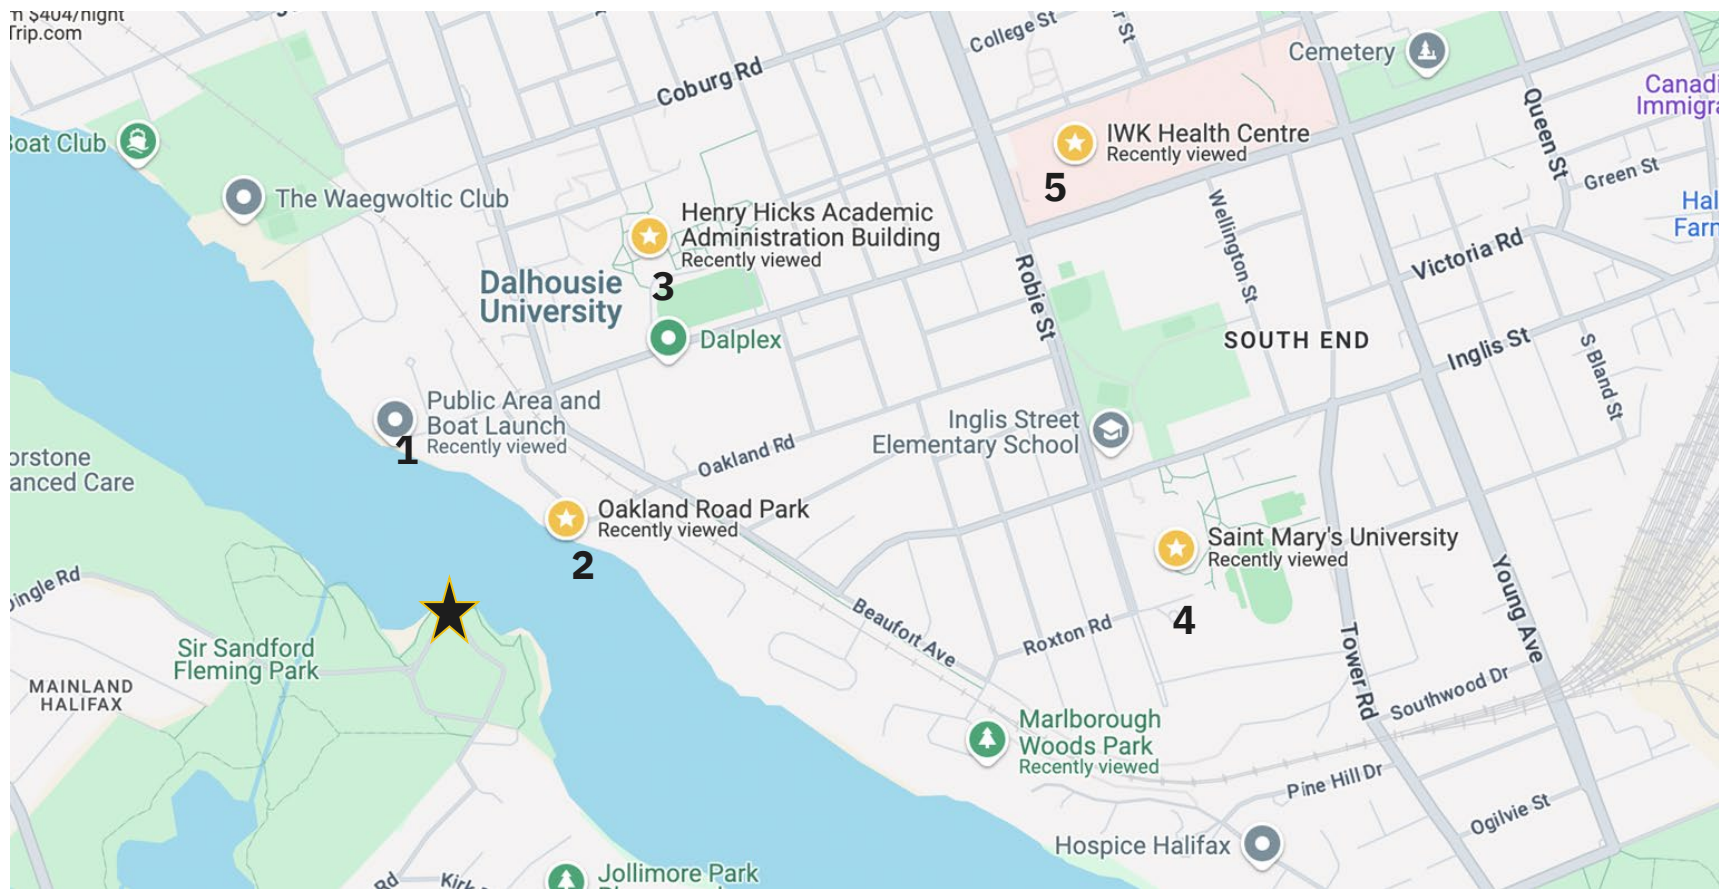 $404/night
Trip.com
Coburg Rd
College St
Cemetery
Queen St
Boat Club
IWK Health Centre
Recently viewed
5
Green St
The Waegwoltic Club
Henry Hicks Academic
Administration Building
Recently viewed
3
Wellington St
Victoria Rd
Dalhousie
University
Robie St
Dalplex
SOUTH END
Inglis St
S Bland St
Public Area and
Boat Launch
Recently viewed
1
Inglis Street
Elementary School
Oakland Rd
Oakland Road Park
Recently viewed
2
Saint Mary's University
Recently viewed
4
Young Ave
Beaufort Ave
Roxton Rd
Tower Rd
Sir Sandford
Fleming Park
MAINLAND
HALIFAX
Southwood Dr
Marlborough
Woods Park
Recently viewed
Pine Hill Dr
Ogilvie St
Hospice Halifax
Jollimore Park
Rd